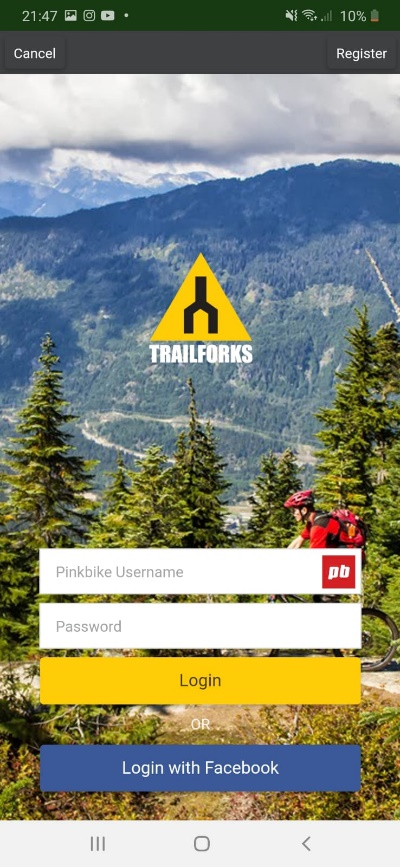 21:47 10%
Cancel Register
TRAILFORKS
Pinkbike Username pb
Password
Login
OR
Login with Facebook